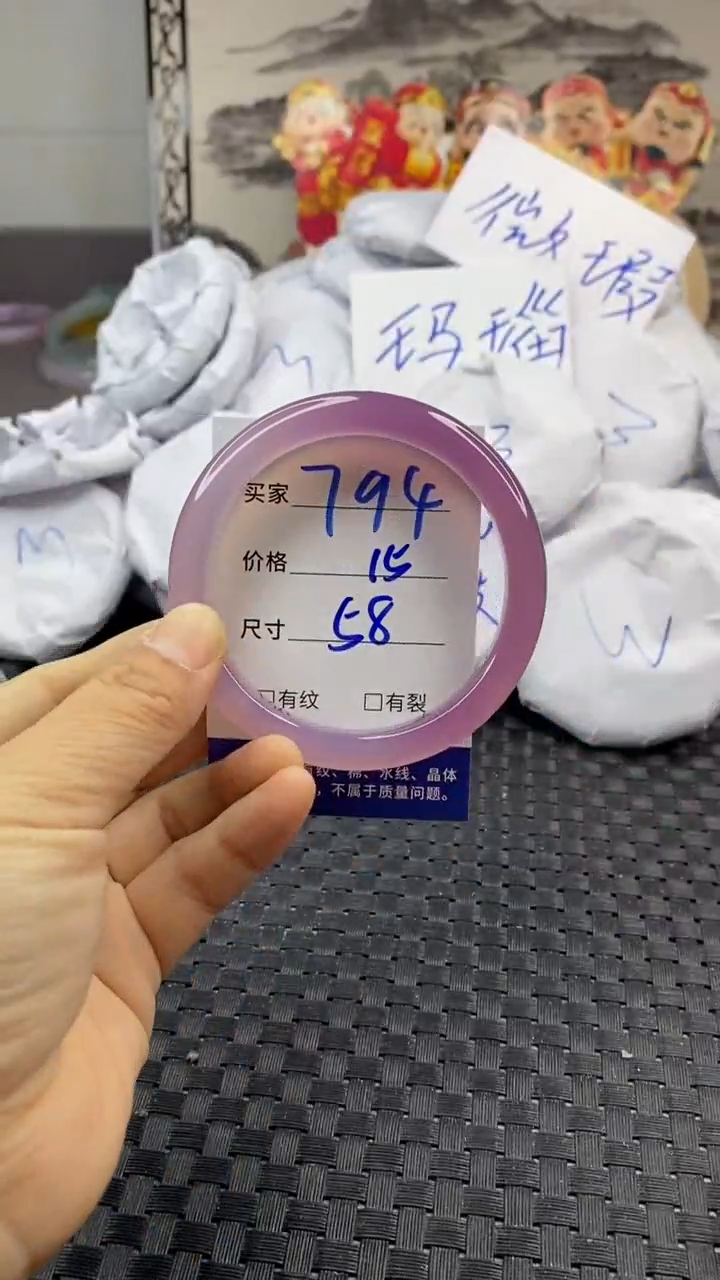 微瑕
玛瑙
M
W
M
W
买家 794
价格 15
尺寸 58
□有纹 □有裂
纹、棉、水线、晶体
，不属于质量问题。